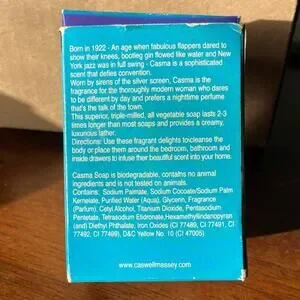 Born in 1922 - An age when fabulous flappers dared to
show their knees, bootleg gin flowed like water and New
York jazz was in full swing - Casma is a sophisticated
scent that defies convention.
Worn by sirens of the silver screen, Casma is the
fragrance for the thoroughly modern woman who dares
to be different by day and prefers a nighttime perfume
that's the talk of the town.
This superior, triple-milled, all vegetable soap lasts 2-3
times longer than most soaps and provides a creamy,
luxurious lather.
Directions: Use these fragrant delights tocleanse the
body or place them around the bedroom, bathroom and
inside drawers to infuse their beautiful scent into your home.
Casma Soap is biodegradable, contains no animal
ingredients and is not tested on animals.
Contains: Sodium Palmate, Sodium Cocoate/Sodium Palm
Kernelate, Purified Water (Aqua), Glycerin, Fragrance
(Parfum), Cetyl Alcohol, Titanium Dioxide, Pentasodium
Pentetate, Tetrasodium Etidronate, Hexamethylindanopyran
(and) Diethyl Phthalate, Iron Oxides (CI 77489, CI 77491, CI
77492, CI 77499), D&C Yellow No. 10 (CI 47005)
www.caswellmassey.com